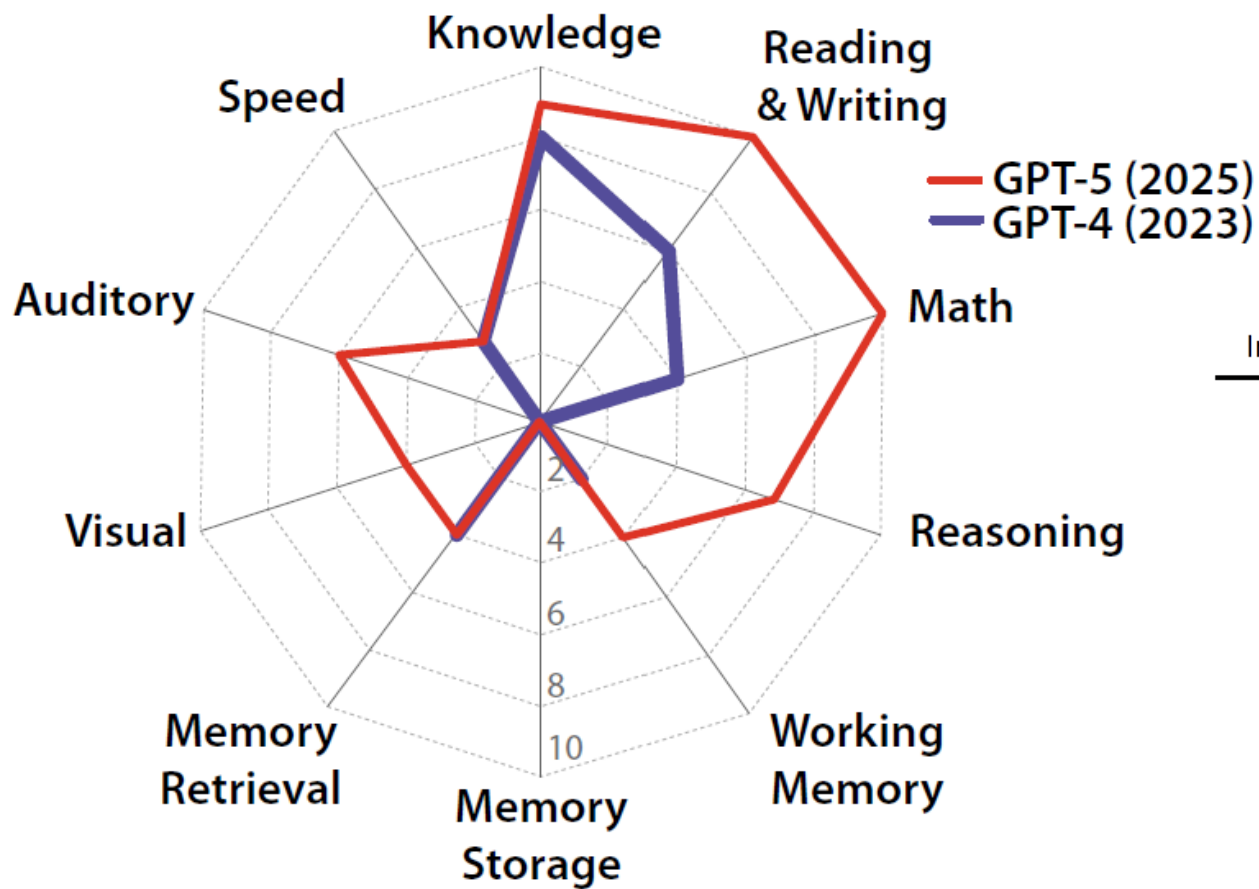 Knowledge
Reading
& Writing
Speed
GPT-5 (2025)
GPT-4 (2023)
Auditory
Math
2
4
6
8
10
Visual
Reasoning
Memory
Retrieval
Working
Memory
Memory
Storage